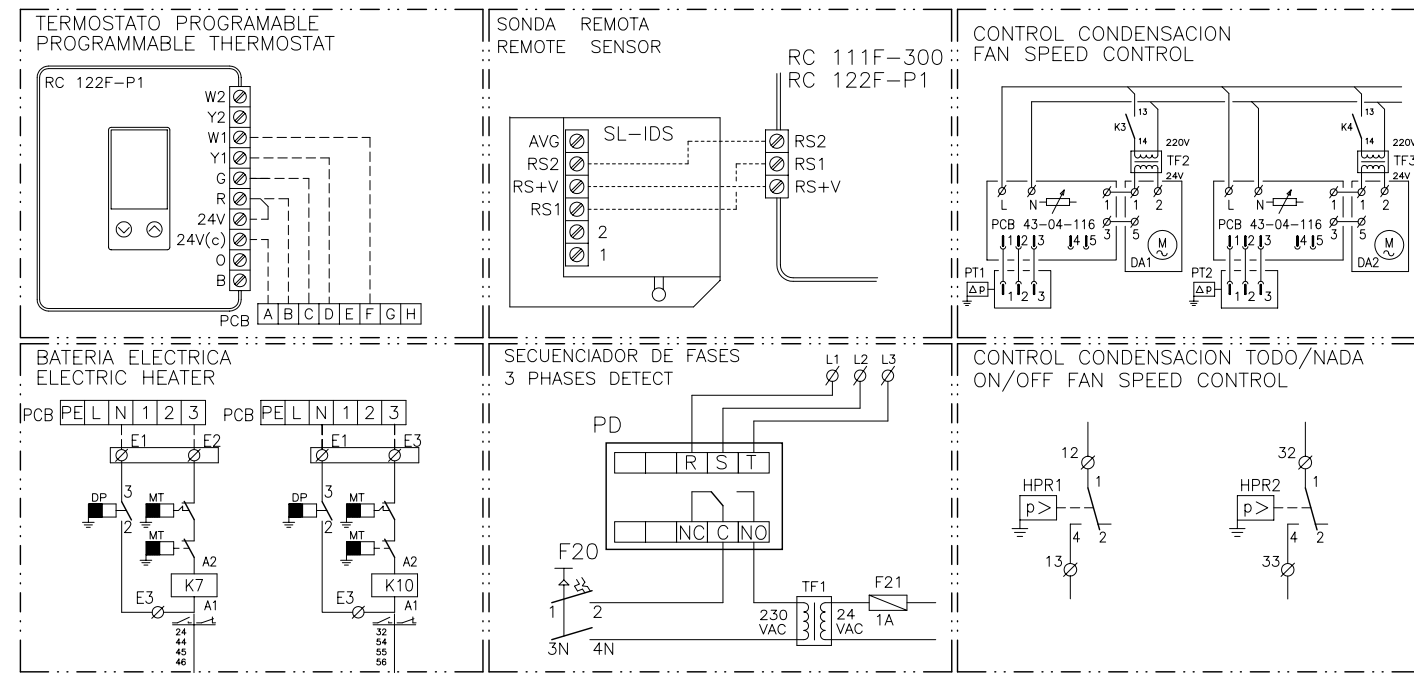 TERMOSTATO PROGRAMABLE
PROGRAMMABLE THERMOSTAT
RC 122F-P1
W2
Y2
W1
Y1
G
R
24V
24V(c)
O
B
PCB A B C D E F G H
SONDA REMOTA
REMOTE SENSOR
RC 111F-300
RC 122F-P1
SL-IDS
AVG
RS2
RS+V
RS1
2
1
RS2
RS1
RS+V
CONTROL CONDENSACION
FAN SPEED CONTROL
13
K3
14
220V
TF2
24V
L N 1 1 2
PCB 43-04-116
3 5
1 2 3 4 5
M
DA1
PT1
Δp
1 2 3
13
K4
14
220V
TF3
24V
L N 1 1 2
PCB 43-04-116
3 5
1 2 3 4 5
M
DA2
PT2
Δp
1 2 3
BATERIA ELECTRICA
ELECTRIC HEATER
PCB PE L N 1 2 3
E1 E2
DP 3 MT
2
MT
A2
K7
E3 A1
24
44
45
46
PCB PE L N 1 2 3
E1 E3
DP 3 MT
2
MT
A2
K10
E3 A1
32
54
55
56
SECUENCIADOR DE FASES
3 PHASES DETECT
L1 L2 L3
PD
R S T
NC C NO
F20
1 2
3N 4N
230
VAC
TF1
24
VAC
F21
1A
CONTROL CONDENSACION TODO/NADA
ON/OFF FAN SPEED CONTROL
12
HPR1 1
p>
4 2
13
32
HPR2 1
p>
4 2
33